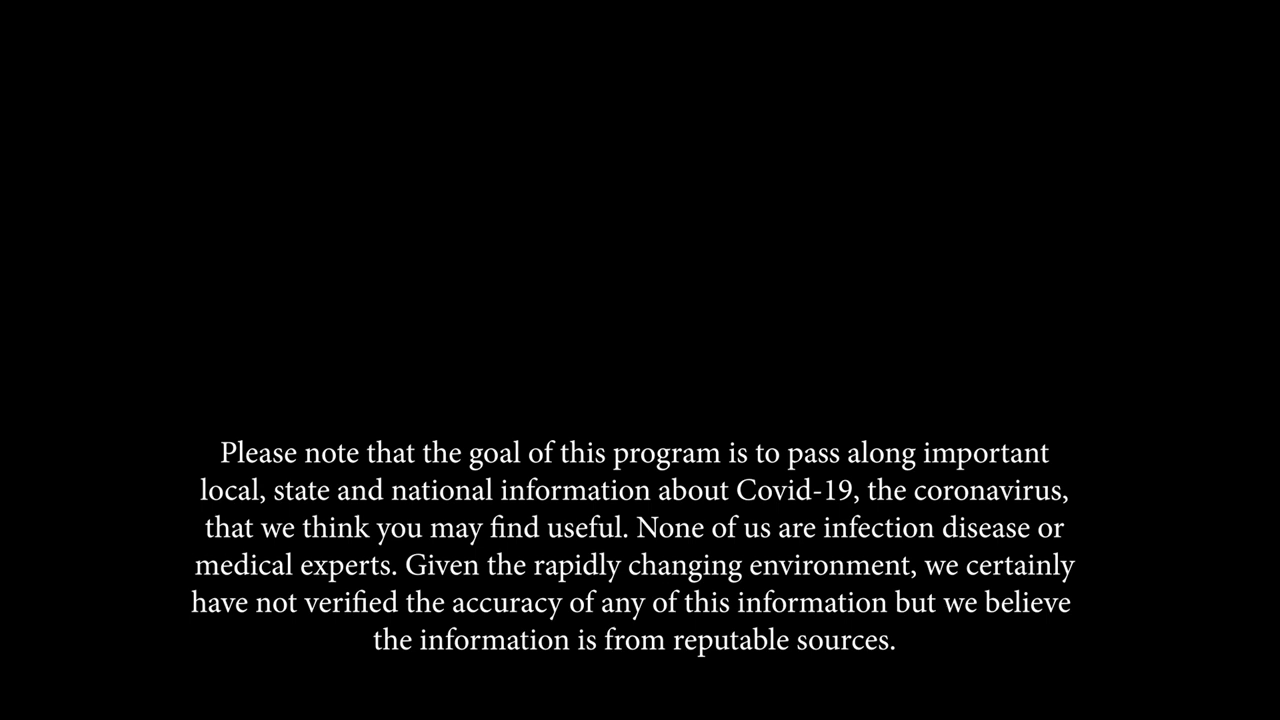 Please note that the goal of this program is to pass along important
local, state and national information about Covid-19, the coronavirus,
that we think you may find useful. None of us are infection disease or
medical experts. Given the rapidly changing environment, we certainly
have not verified the accuracy of any of this information but we believe
the information is from reputable sources.